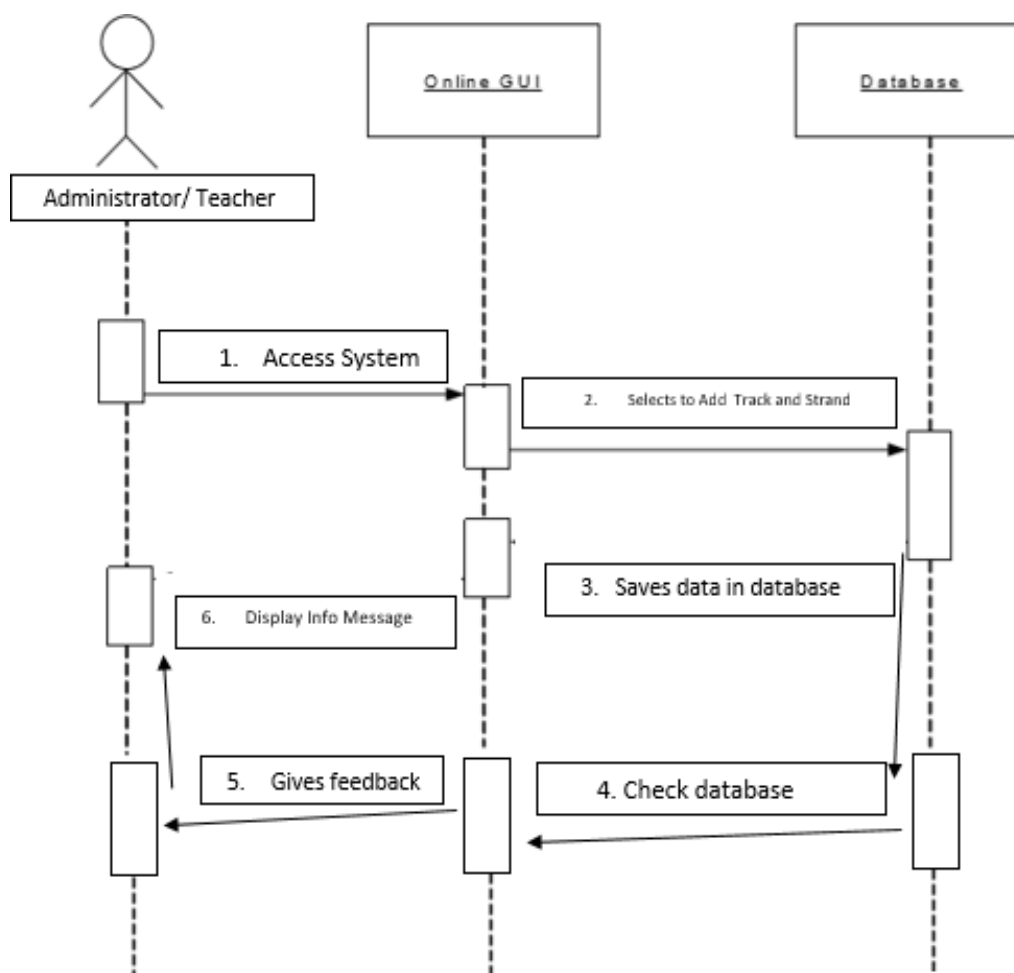 Online GUI
Database
Administrator/ Teacher
1. Access System
2. Selects to Add Track and Strand
3. Saves data in database
6. Display Info Message
5. Gives feedback
4. Check database